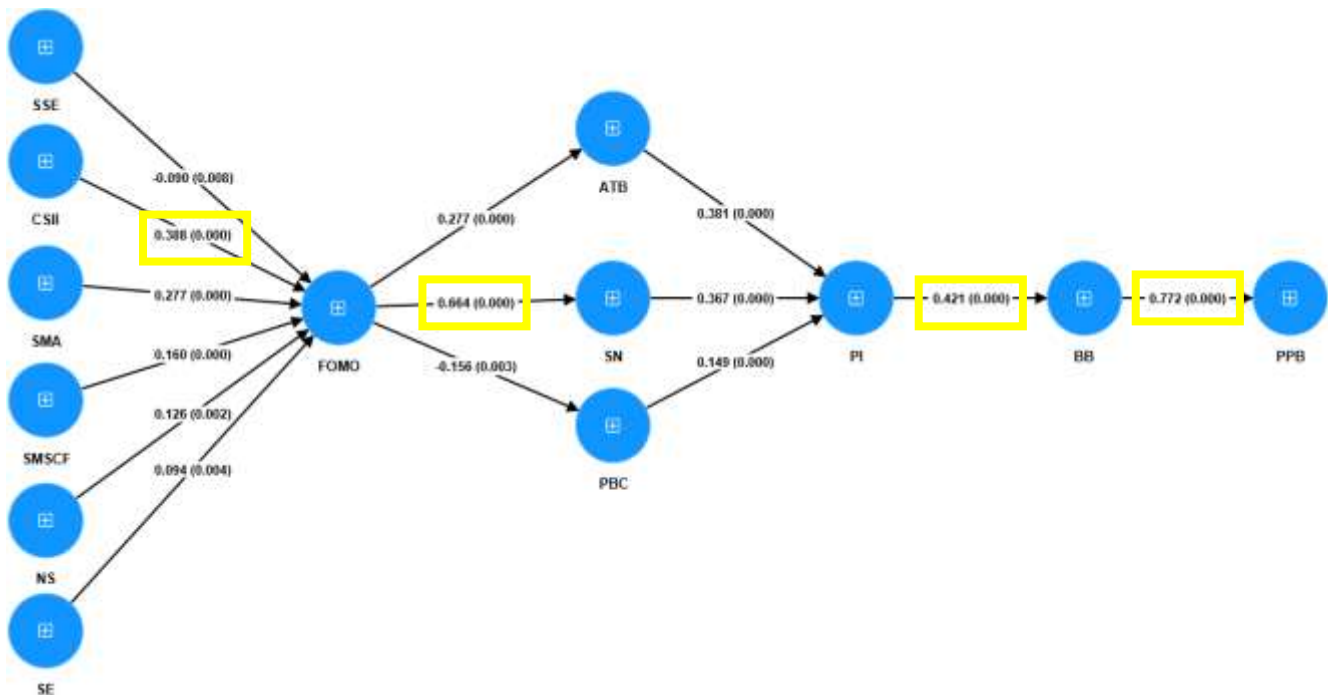 SSE
-0.090 (0.008)
ATB
CSII
0.388 (0.000)
0.277 (0.000)
0.381 (0.000)
SMA
0.277 (0.000)
FOMO
0.664 (0.000)
SN
0.367 (0.000)
PI
0.421 (0.000)
BB
0.772 (0.000)
PPB
SMSCF
0.160 (0.000)
-0.156 (0.003)
0.149 (0.000)
PBC
0.126 (0.002)
NS
0.094 (0.004)
SE